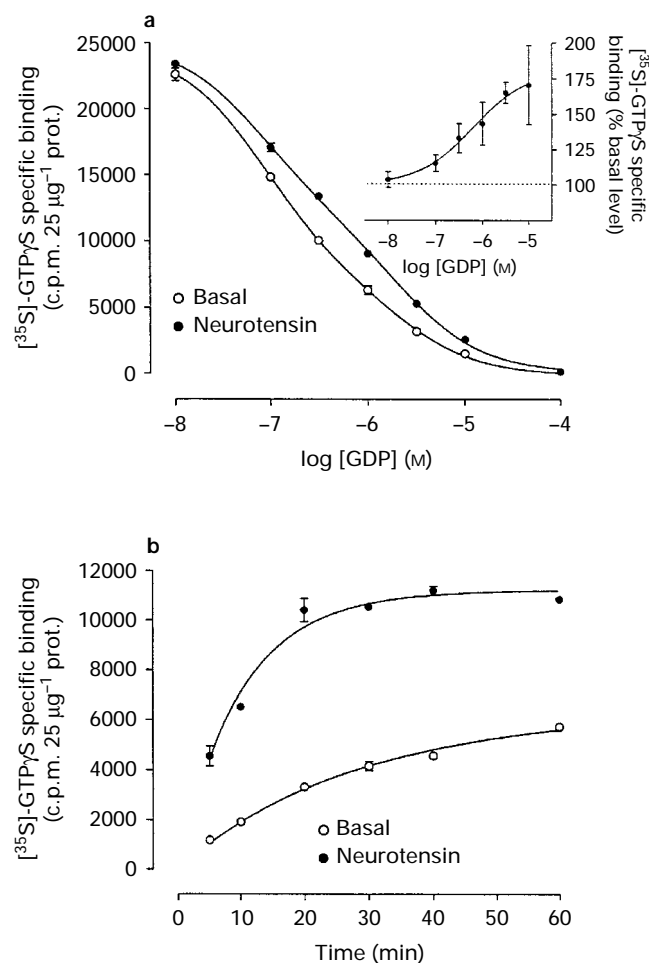 a
25000
20000
15000
10000
5000
0
[³⁵S]-GTPγS specific binding
(c.p.m. 25 μg⁻¹ prot.)
Basal
Neurotensin
–8
–7
–6
–5
–4
log [GDP] (M)
200
175
150
125
100
[³⁵S]-GTPγS specific
binding (% basal level)
–8
–7
–6
–5
log [GDP] (M)
b
12000
10000
8000
6000
4000
2000
0
[³⁵S]-GTPγS specific binding
(c.p.m. 25 μg⁻¹ prot.)
Basal
Neurotensin
0
10
20
30
40
50
60
Time (min)